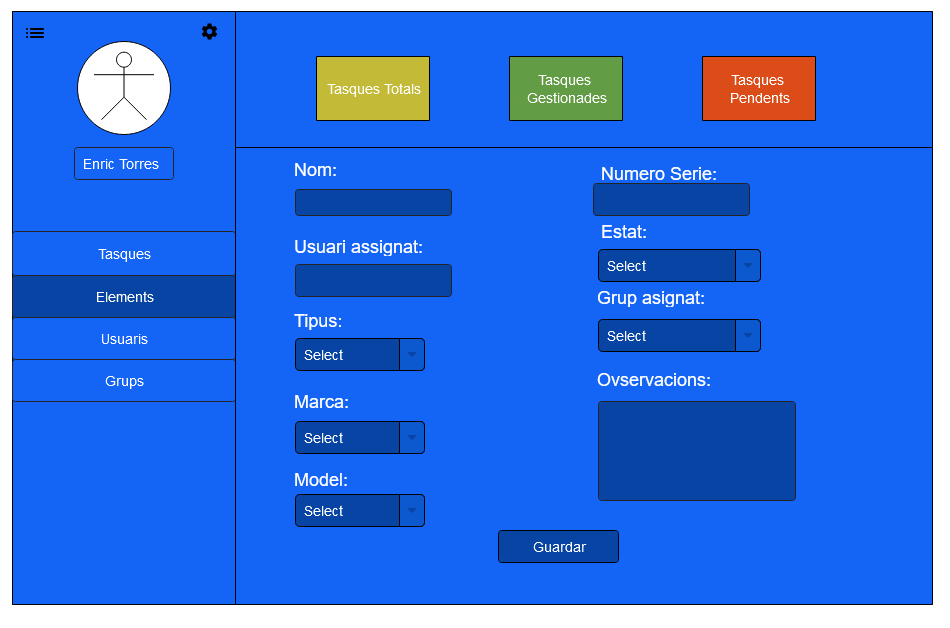 Enric Torres
Tasques
Elements
Usuaris
Grups
Tasques Totals
Tasques
Gestionades
Tasques
Pendents
Nom:
Usuari assignat:
Tipus:
Select
Marca:
Select
Model:
Select
Numero Serie:
Estat:
Select
Grup asignat:
Select
Ovservacions:
Guardar